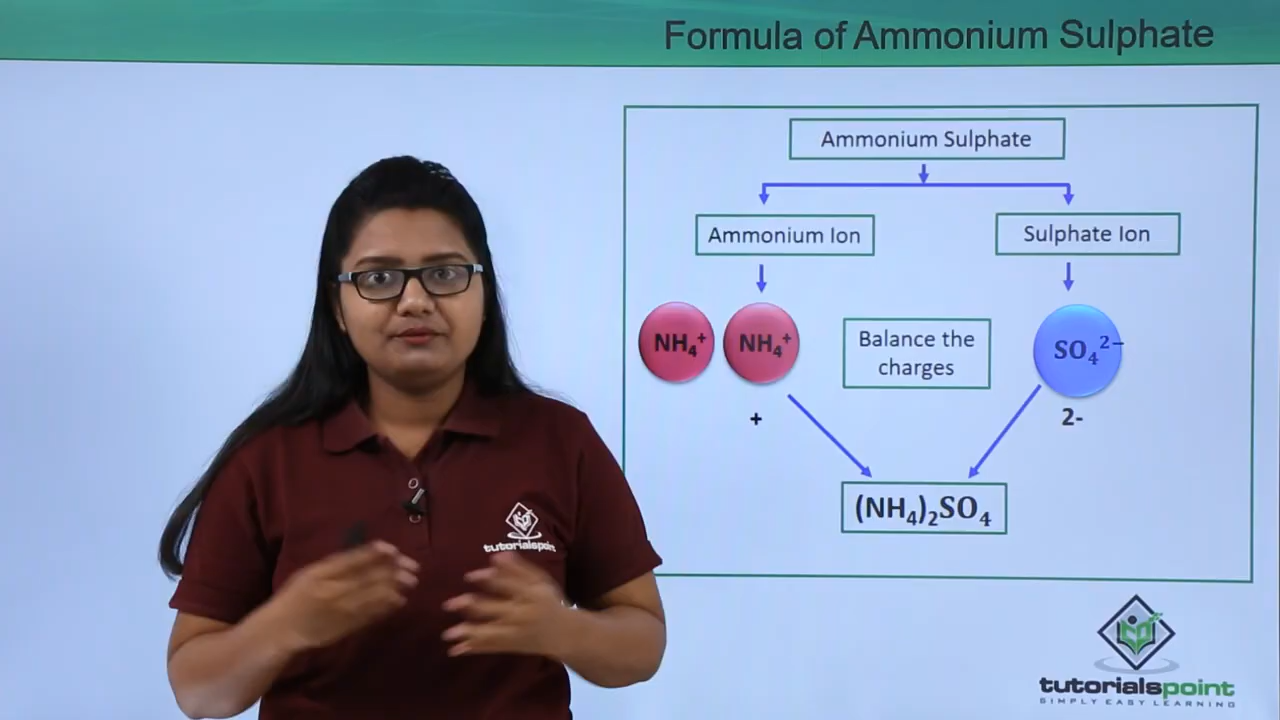 Formula of Ammonium Sulphate
Ammonium Sulphate
Ammonium Ion
Sulphate Ion
NH₄⁺
NH₄⁺
Balance the
charges
SO₄²⁻
+
2-
(NH₄)₂SO₄
tutorialspoint
tutorialspoint
SIMPLY EASY LEARNING